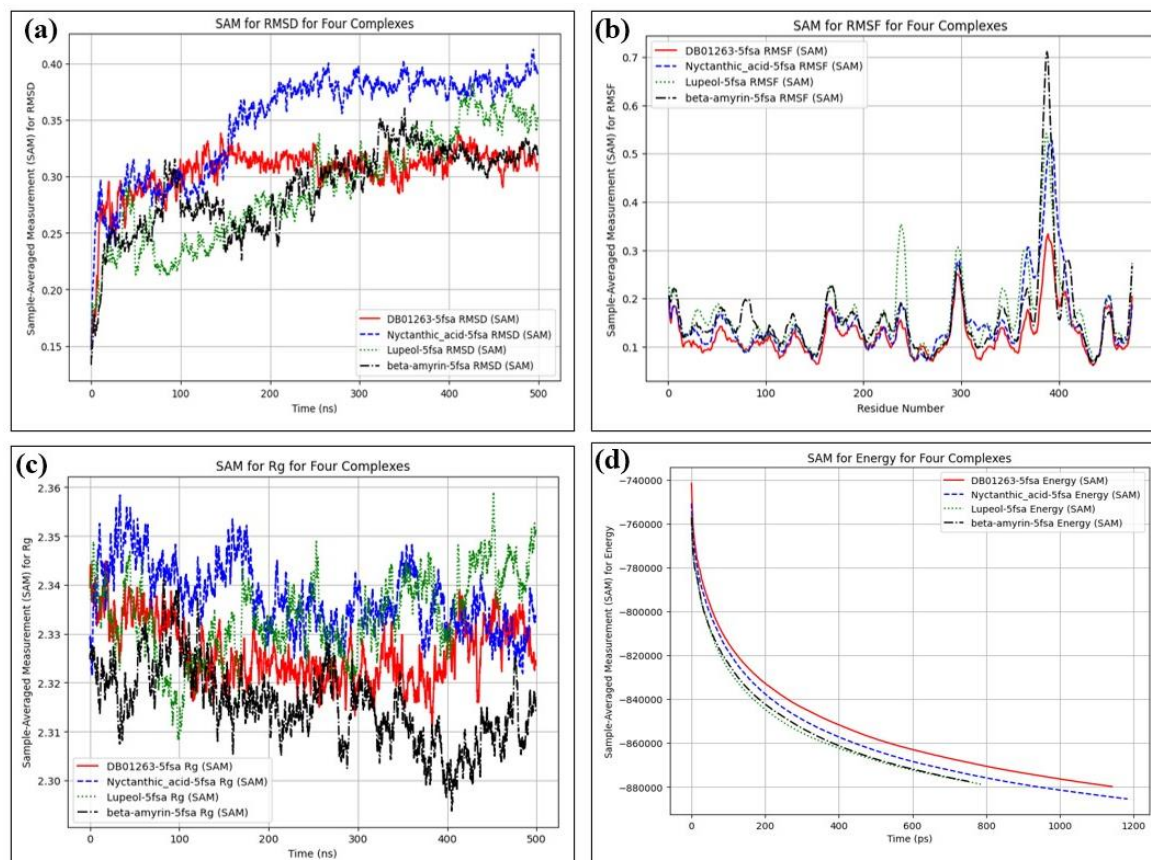 (a)
SAM for RMSD for Four Complexes
Sample-Averaged Measurement (SAM) for RMSD
0.40
0.35
0.30
0.25
0.20
0.15
DB01263-5fsa RMSD (SAM)
Nyctanthic_acid-5fsa RMSD (SAM)
Lupeol-5fsa RMSD (SAM)
beta-amyrin-5fsa RMSD (SAM)
0 100 200 300 400 500
Time (ns)
(b)
SAM for RMSF for Four Complexes
Sample-Averaged Measurement (SAM) for RMSF
DB01263-5fsa RMSF (SAM)
Nyctanthic_acid-5fsa RMSF (SAM)
Lupeol-5fsa RMSF (SAM)
beta-amyrin-5fsa RMSF (SAM)
0.7
0.6
0.5
0.4
0.3
0.2
0.1
0 100 200 300 400
Residue Number
(c)
SAM for Rg for Four Complexes
Sample-Averaged Measurement (SAM) for Rg
2.36
2.35
2.34
2.33
2.32
2.31
2.30
DB01263-5fsa Rg (SAM)
Nyctanthic_acid-5fsa Rg (SAM)
Lupeol-5fsa Rg (SAM)
beta-amyrin-5fsa Rg (SAM)
0 100 200 300 400 500
Time (ns)
(d)
SAM for Energy for Four Complexes
Sample-Averaged Measurement (SAM) for Energy
DB01263-5fsa Energy (SAM)
Nyctanthic_acid-5fsa Energy (SAM)
Lupeol-5fsa Energy (SAM)
beta-amyrin-5fsa Energy (SAM)
−740000
−760000
−780000
−800000
−820000
−840000
−860000
−880000
0 200 400 600 800 1000 1200
Time (ps)